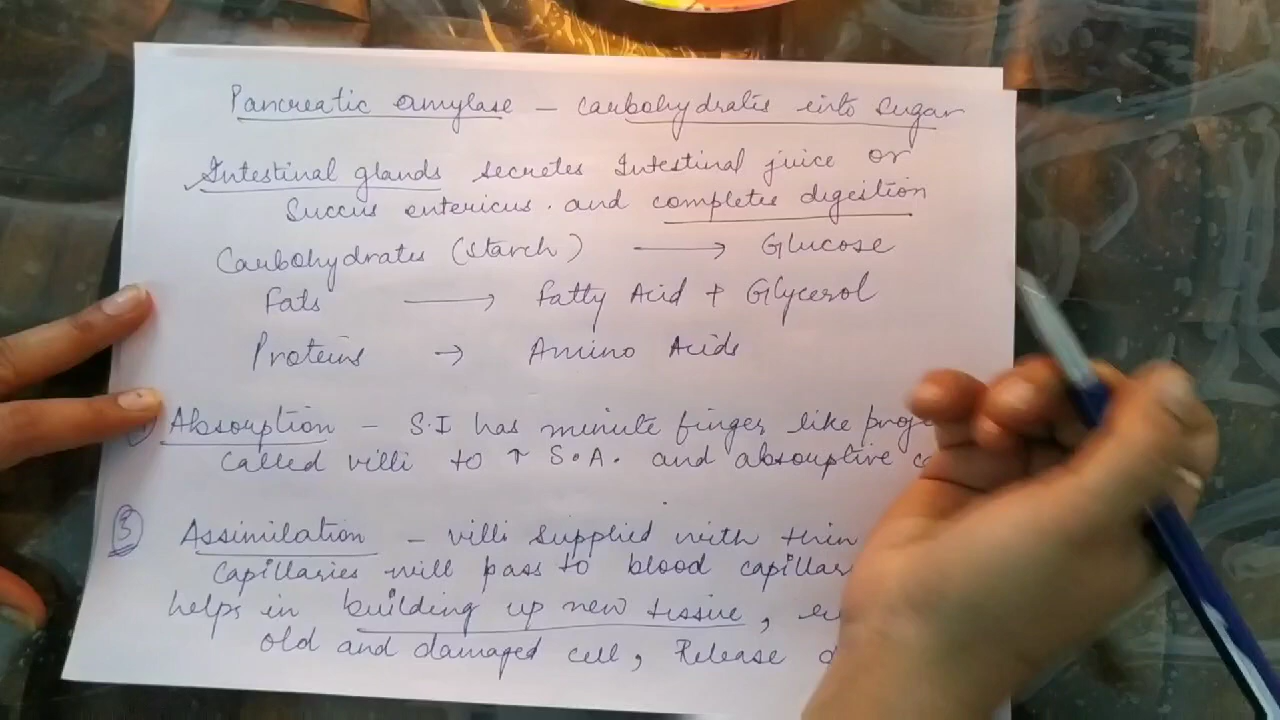 Pancreatic amylase – Carbohydrates into Sugar
Intestinal glands secretes Intestinal juice or
Succus entericus. and completes digestion
Carbohydrates (starch) → Glucose
Fats → Fatty Acid + Glycerol
Proteins → Amino Acids
Absorption – S.I has minute finger like
called villi to ↑ S.A. and absorptive
3 Assimilation – villi supplied with thin
Capillaries will pass to blood
helps in building up new tissue,
old and damaged cell, Release